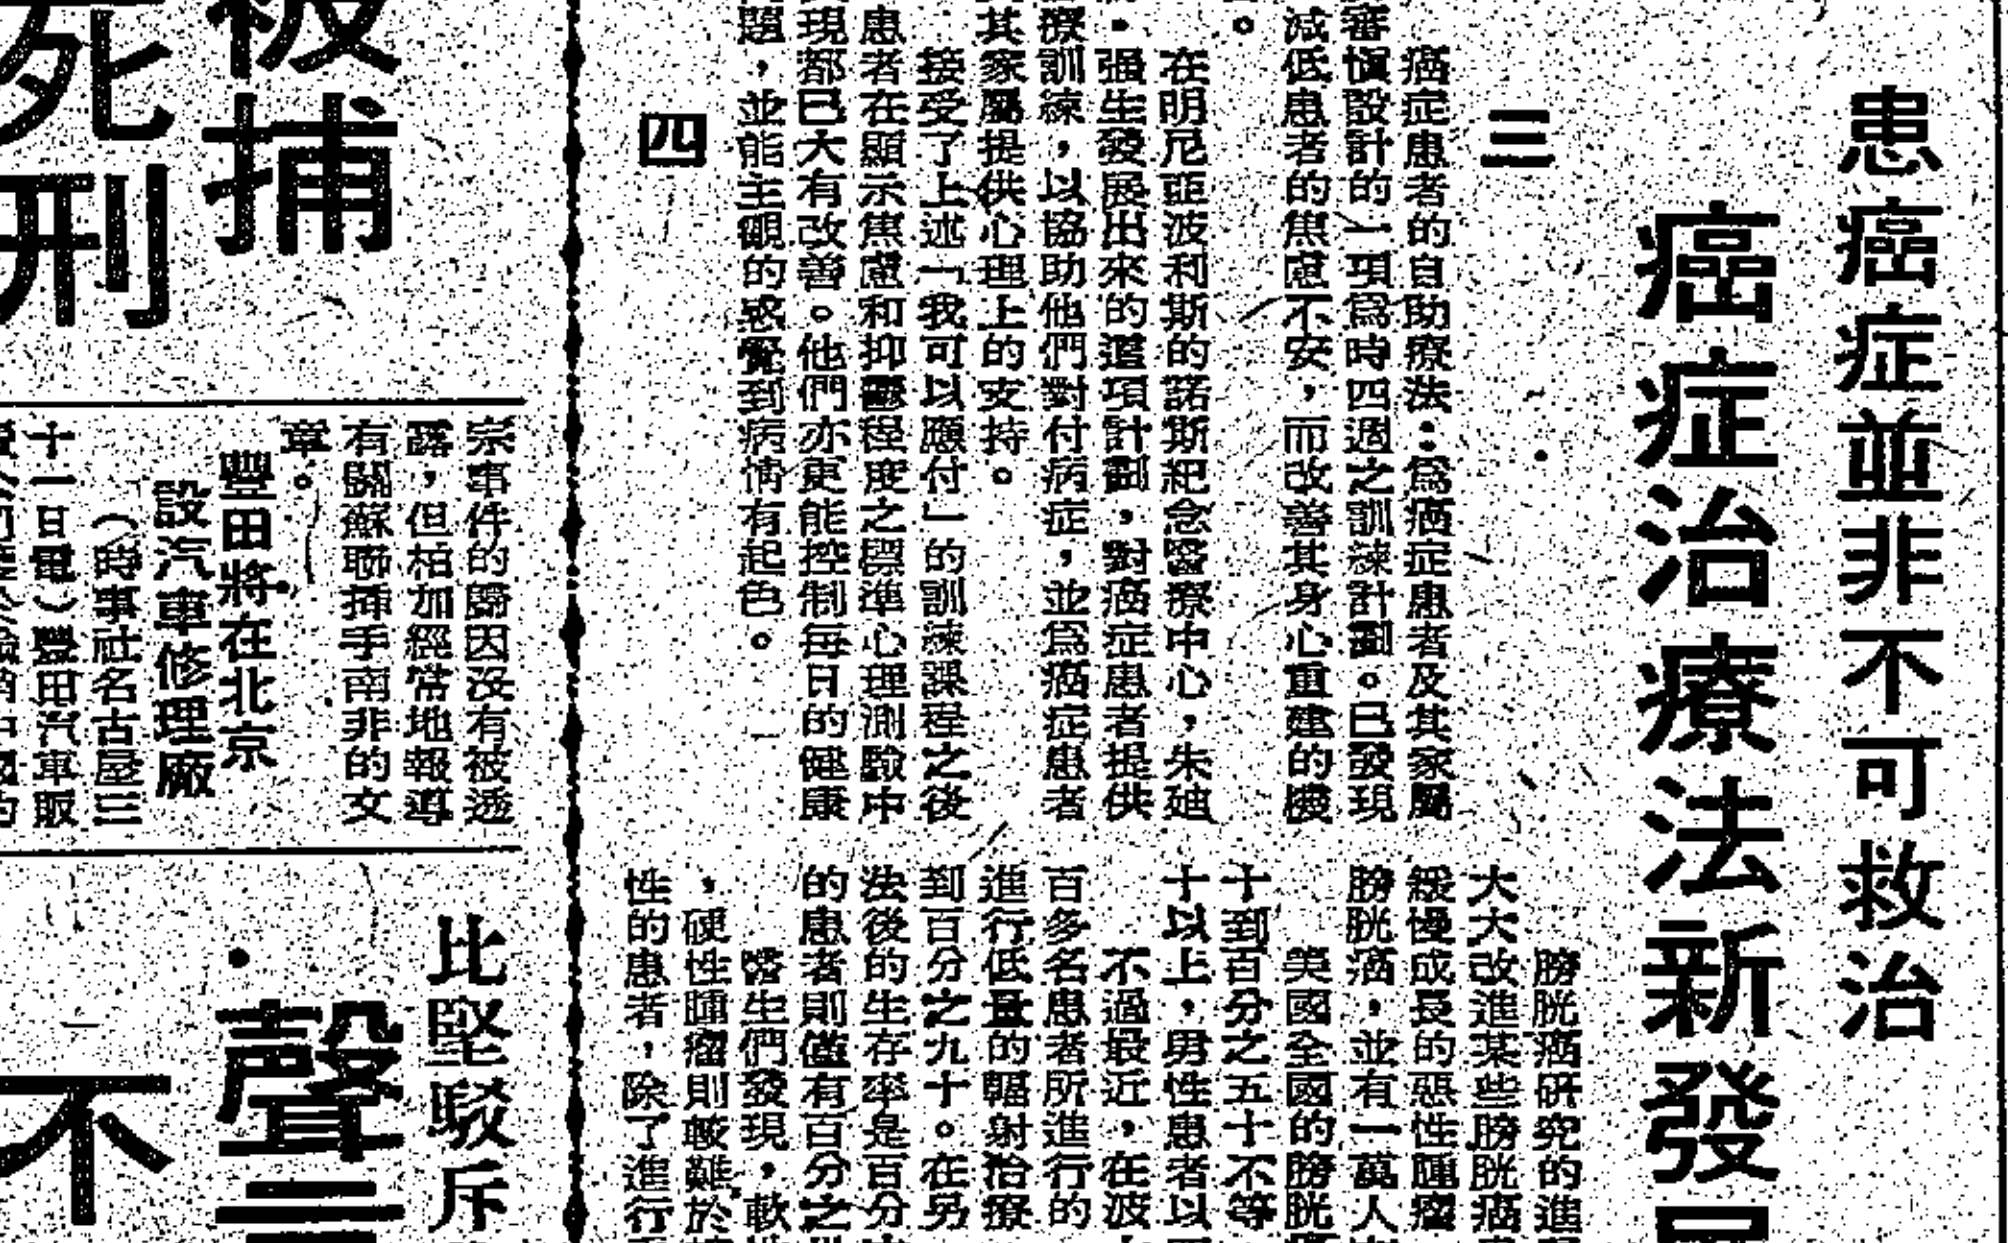 患癌症並非不可救治
癌症治療法新發展
三
癌症患者的自助療法：爲癌症患者及其家屬
審慎設計的一項爲時四週之訓練計劃。已發現
減低患者的焦慮不安，而改善其身心重建的機
。
在明尼亞波利斯的諾斯紀念醫療中心，朱廸
・强生發展出來的這項計劃，對癌症患者提供
療訓練，以協助他們對付病症，並爲癌症患者
其家屬提供心理上的支持。
接受了上述「我可以應付」的訓練課程之後
患者在顯示焦慮和抑鬱程度之標準心理測驗中
現都已大有改善。他們亦更能控制每日的健康
題，並能主觀的感覺到病情有起色。
四
膀胱癌研究的進
大大改進某些膀胱癌
緩慢成長的惡性腫瘤
膀胱癌，並有一萬人
美國全國的膀胱
十到百分之五十不等
十以上，男性患者以
不過最近，在波
百多名患者所進行的
進行低量的輻射治療
到百分之九十。在另
法後的生存率是百分
的患者則僅有百分之
醫生們發現，軟
，硬性腫瘤則較難於
性的患者，除了進行
被捕
死刑
宗事件的歸因沒有被透
露，但柏加經常地報導
有關蘇聯揷手南非的文
章。
豐田將在北京
設汽車修理廠
（時事社名古屋三
十一日電）豐田汽車販
比堅駁斥
聲言
不